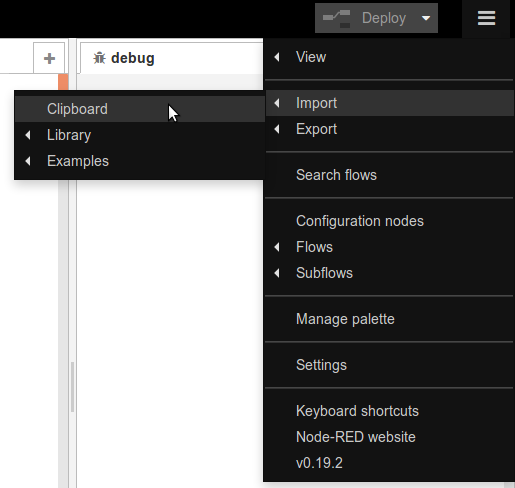 Deploy
debug
View
Import
Export
Search flows
Configuration nodes
Flows
Subflows
Manage palette
Settings
Keyboard shortcuts
Node-RED website
v0.19.2
Clipboard
Library
Examples